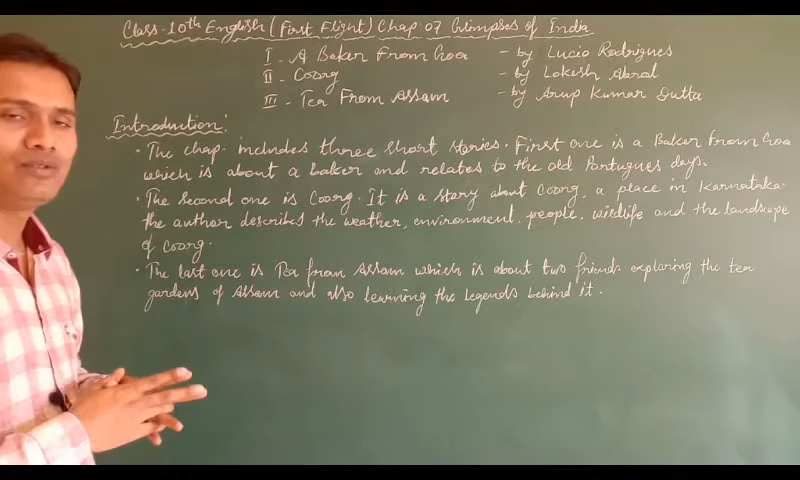 Class-10th English (First Flight) Chap 07 Glimpses of India
I - A Baker From Goa - by Lucio Rodrigues
II - Coorg - by Lokesh Abrol
III - Tea From Assam - by Arup Kumar Dutta
Introduction:
• The chap includes three short stories. First one is a Baker From Goa
which is about a baker and relates to the old Portugues days.
• The second one is Coorg. It is a story about Coorg, a place in Karnataka.
the author describes the weather, environment, people, wildlife and the landscape
of Coorg.
• The last one is Tea from Assam which is about two friends exploring the tea
gardens of Assam and also learning the legends behind it.